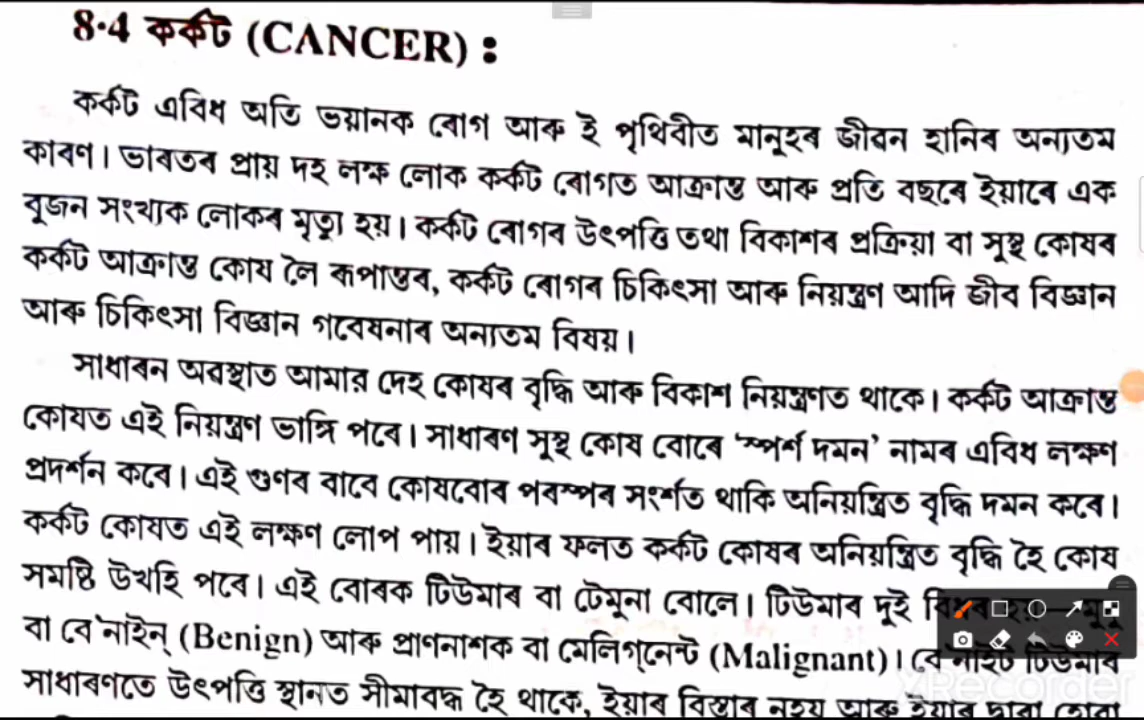 8·4 কৰ্কট (CANCER) :
কৰ্কট এবিধ অতি ভয়ানক ৰোগ আৰু ই পৃথিবীত মানুহৰ জীৱন হানিৰ অন্যতম
কাৰণ। ভাৰতৰ প্ৰায় দহ লক্ষ লোক কৰ্কট ৰোগত আক্ৰান্ত আৰু প্ৰতি বছৰে ইয়াৰে এক
বুজন সংখ্যক লোকৰ মৃত্যু হয়। কৰ্কট ৰোগৰ উৎপত্তি তথা বিকাশৰ প্ৰক্ৰিয়া বা সুস্থ কোষৰ
কৰ্কট আক্ৰান্ত কোষ লৈ ৰূপান্তৰ, কৰ্কট ৰোগৰ চিকিৎসা আৰু নিয়ন্ত্ৰণ আদি জীৱ বিজ্ঞান
আৰু চিকিৎসা বিজ্ঞান গৱেষনাৰ অন্যতম বিষয়।
সাধাৰন অৱস্থাত আমাৰ দেহ কোষৰ বৃদ্ধি আৰু বিকাশ নিয়ন্ত্ৰণত থাকে। কৰ্কট আক্ৰান্ত
কোষত এই নিয়ন্ত্ৰণ ভাঙ্গি পৰে। সাধাৰণ সুস্থ কোষ বোৰে ‘স্পৰ্শ দমন’ নামৰ এবিধ লক্ষণ
প্ৰদৰ্শন কৰে। এই গুণৰ বাবে কোষবোৰ পৰস্পৰ সংৰ্শত থাকি অনিয়ন্ত্ৰিত বৃদ্ধি দমন কৰে।
কৰ্কট কোষত এই লক্ষণ লোপ পায়। ইয়াৰ ফলত কৰ্কট কোষৰ অনিয়ন্ত্ৰিত বৃদ্ধি হৈ কোষ
সমষ্টি উখহি পৰে। এই বোৰক টিউমাৰ বা টেমুনা বোলে। টিউমাৰ দুই বিধৰ হয়—মৃদু
বা বে'নাইন্ (Benign) আৰু প্ৰাণনাশক বা মেলিগ্‌নেন্ট (Malignant)। বে'নাইট টিউমাৰ
সাধাৰণতে উৎপত্তি স্থানত সীমাবদ্ধ হৈ থাকে, ইয়াৰ বিস্তাৰ নহয় আৰু ইয়াৰ দ্বাৰা হোৱা
XRecorder